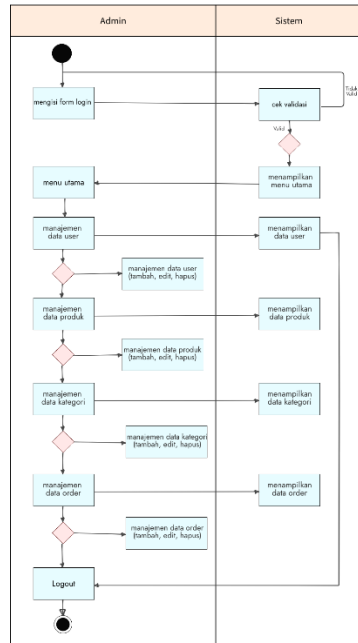 Admin
Sistem
mengisi form login
cek validasi
Tidak
Valid
Valid
menu utama
menampilkan
menu utama
manajemen
data user
menampilkan
data user
manajemen data user
(tambah, edit, hapus)
manajemen
data produk
menampilkan
data produk
manajemen data produk
(tambah, edit, hapus)
manajemen
data kategori
menampilkan
data kategori
manajemen data kategori
(tambah, edit, hapus)
manajemen
data order
menampilkan
data order
manajemen data order
(tambah, edit, hapus)
Logout